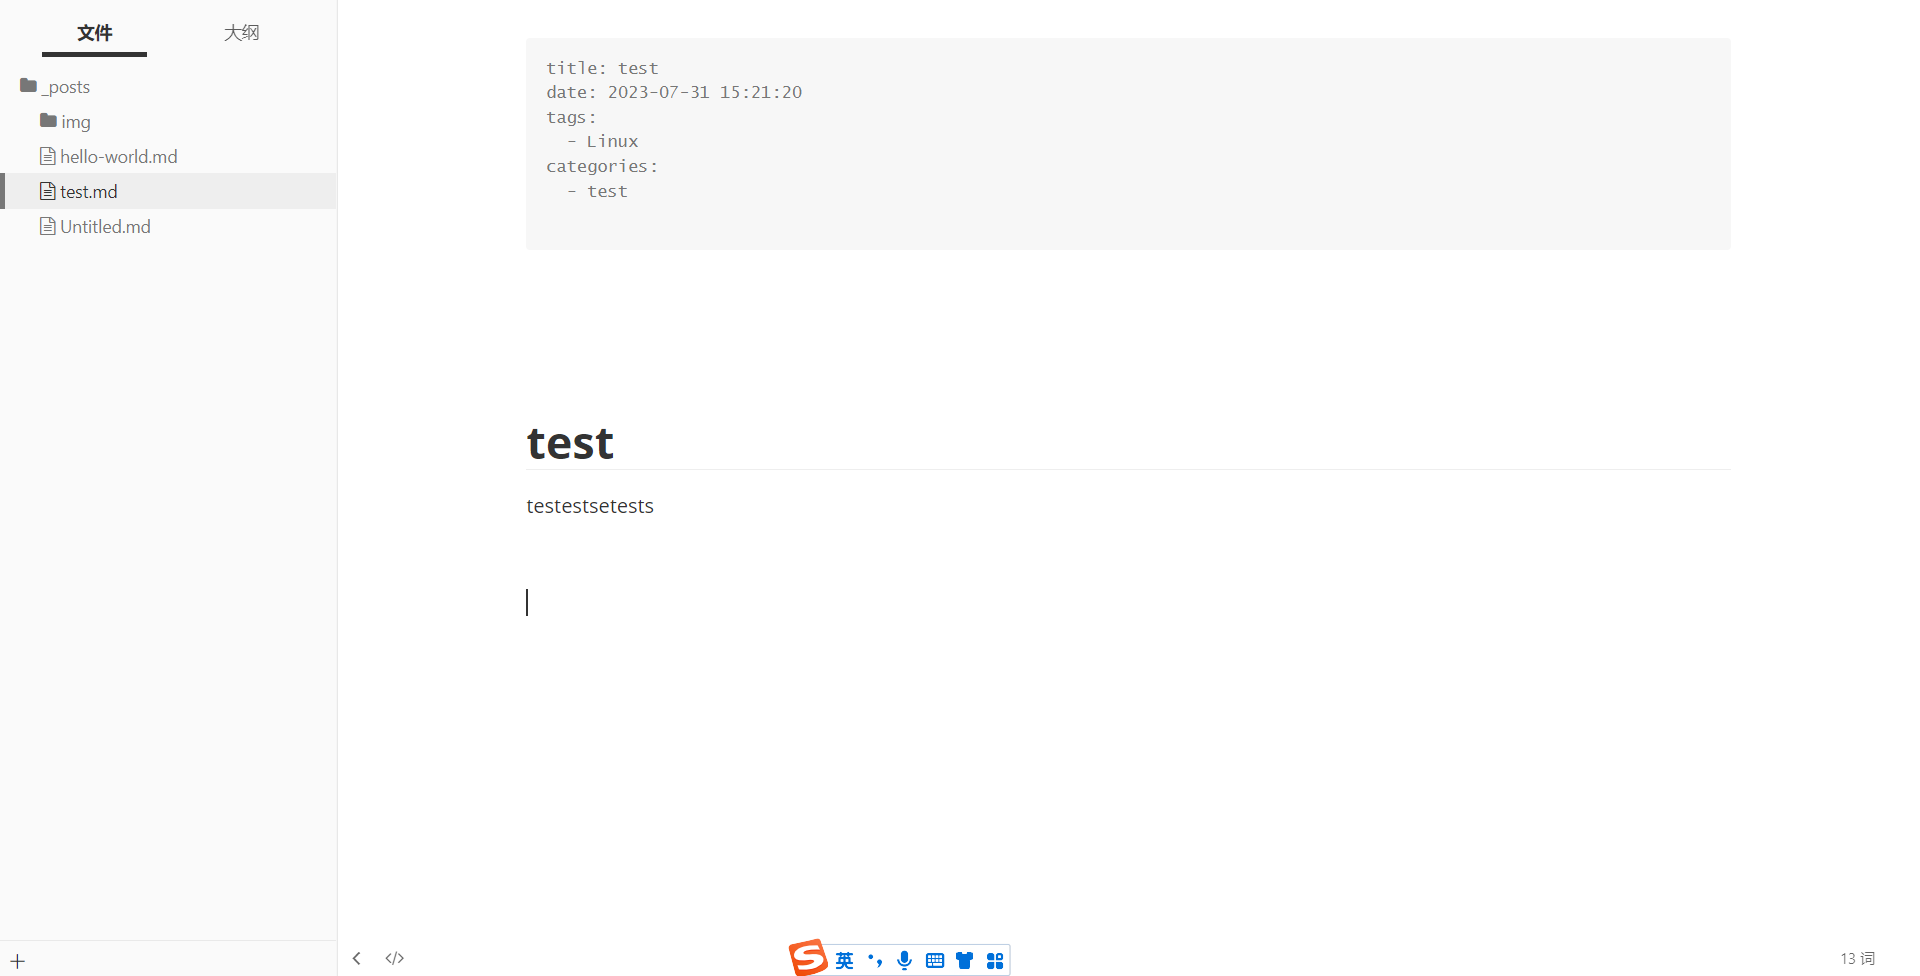 文件
大纲
_posts
img
hello-world.md
test.md
Untitled.md
title: test
date: 2023-07-31 15:21:20
tags:
  - Linux
categories:
  - test
test
testestsetests
英
13 词